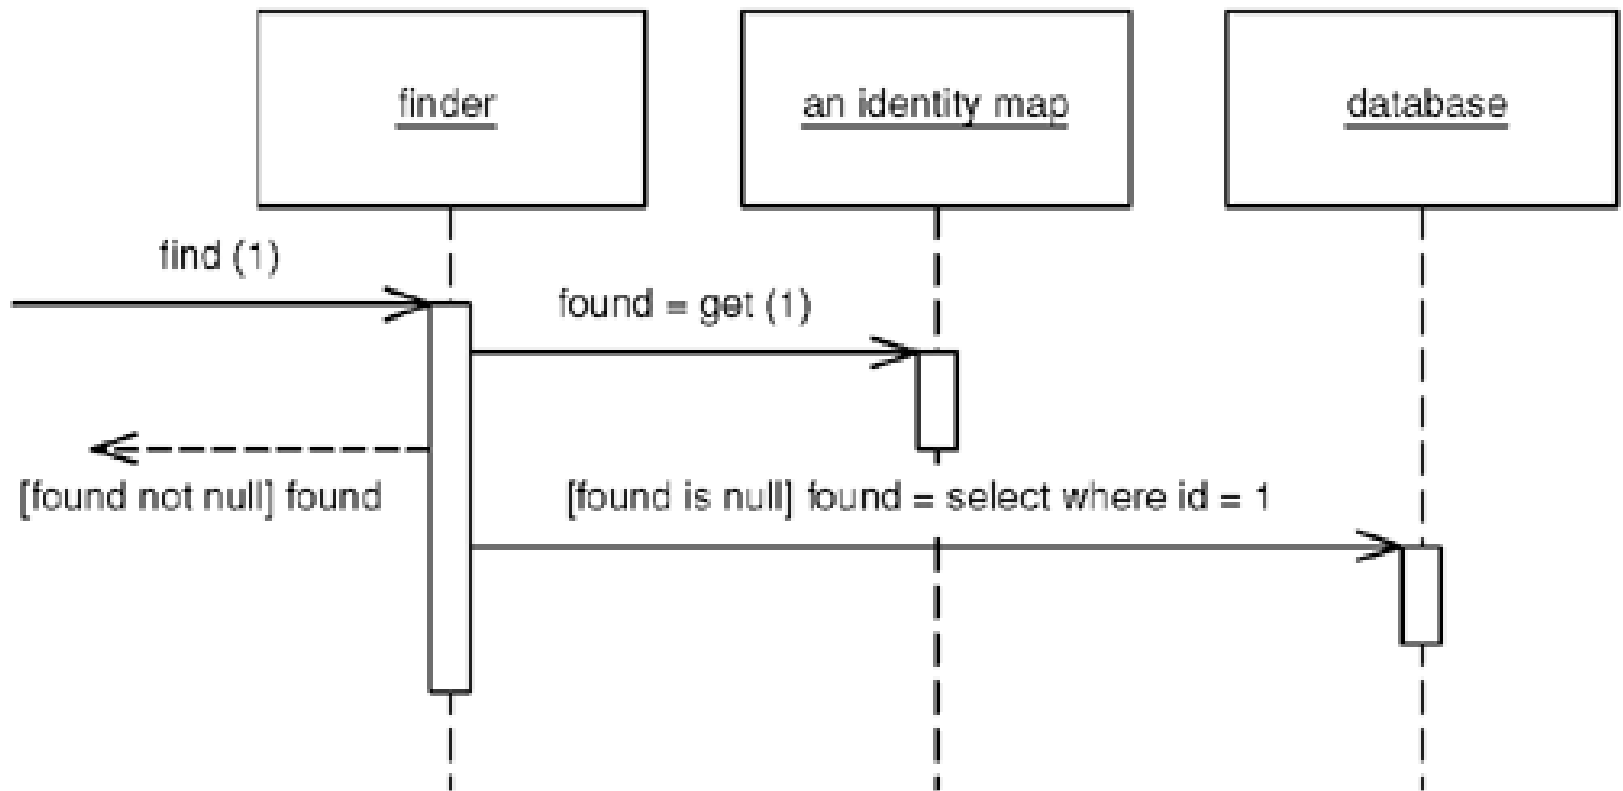 finder
an identity map
database
find (1)
found = get (1)
[found not null] found
[found is null] found = select where id = 1